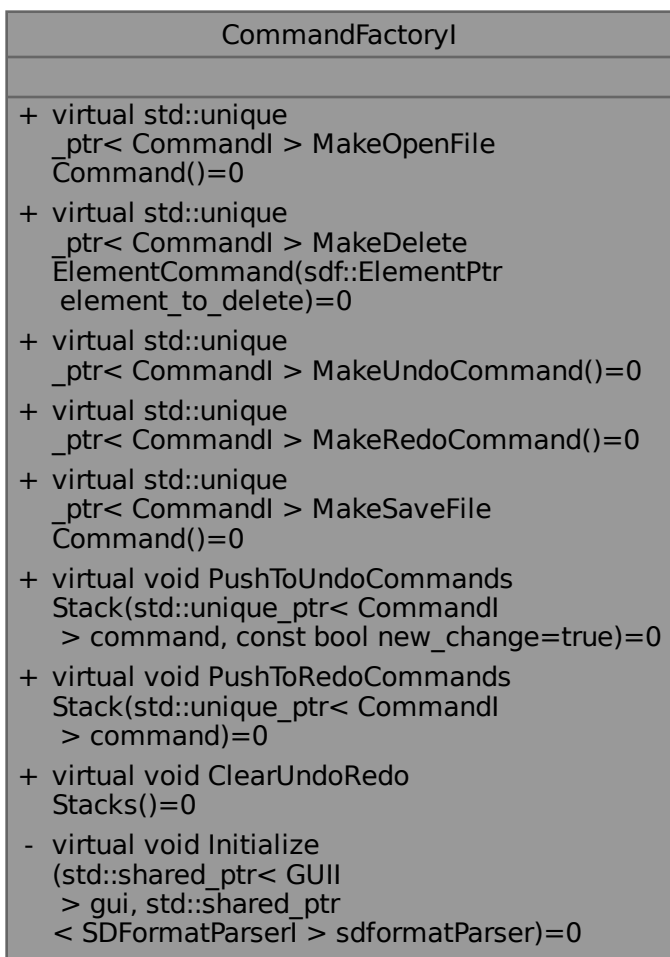 CommandFactoryI
+ virtual std::unique
_ptr< CommandI > MakeOpenFile
Command()=0
+ virtual std::unique
_ptr< CommandI > MakeDelete
ElementCommand(sdf::ElementPtr
element_to_delete)=0
+ virtual std::unique
_ptr< CommandI > MakeUndoCommand()=0
+ virtual std::unique
_ptr< CommandI > MakeRedoCommand()=0
+ virtual std::unique
_ptr< CommandI > MakeSaveFile
Command()=0
+ virtual void PushToUndoCommands
Stack(std::unique_ptr< CommandI
> command, const bool new_change=true)=0
+ virtual void PushToRedoCommands
Stack(std::unique_ptr< CommandI
> command)=0
+ virtual void ClearUndoRedo
Stacks()=0
- virtual void Initialize
(std::shared_ptr< GUII
> gui, std::shared_ptr
< SDFormatParserI > sdformatParser)=0